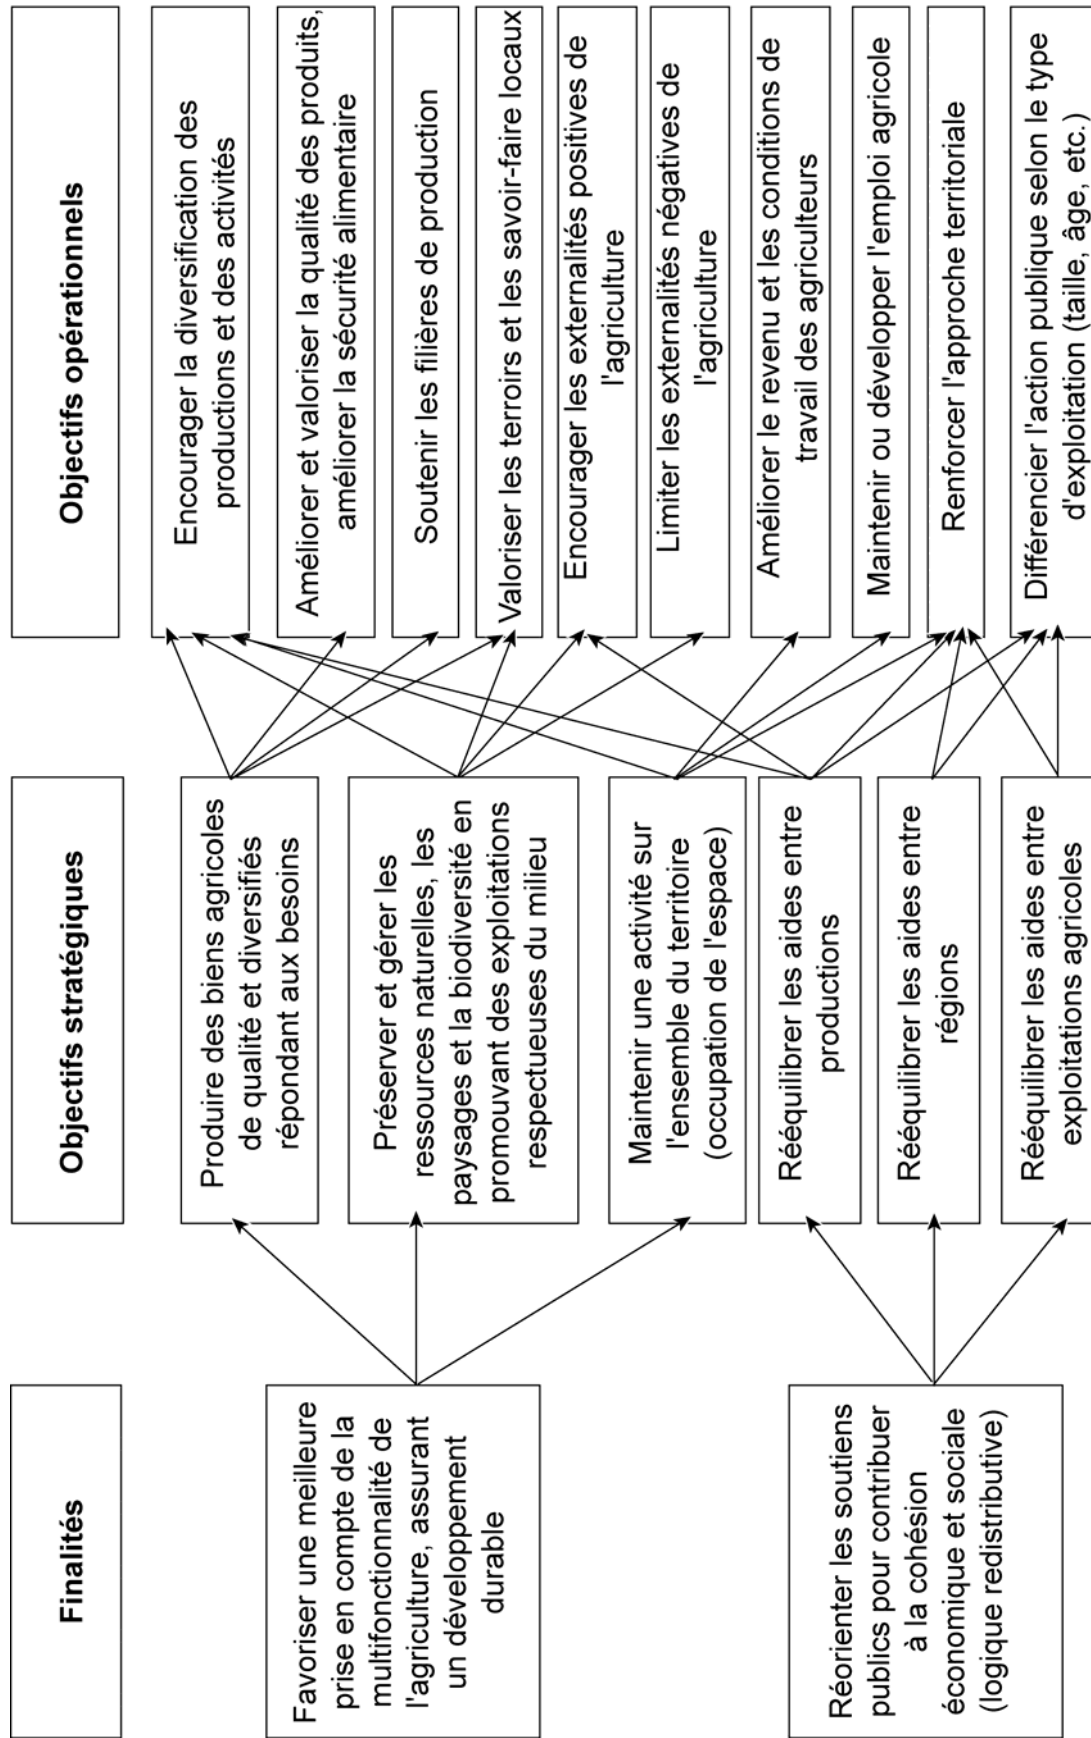 Finalités
Favoriser une meilleure
prise en compte de la
multifonctionnalité de
l'agriculture, assurant
un développement
durable
Réorienter les soutiens
publics pour contribuer
à la cohésion
économique et sociale
(logique redistributive)
Objectifs stratégiques
Produire des biens agricoles
de qualité et diversifiés
répondant aux besoins
Préserver et gérer les
ressources naturelles, les
paysages et la biodiversité en
promouvant des exploitations
respectueuses du milieu
Maintenir une activité sur
l'ensemble du territoire
(occupation de l'espace)
Rééquilibrer les aides entre
productions
Rééquilibrer les aides entre
régions
Rééquilibrer les aides entre
exploitations agricoles
Objectifs opérationnels
Encourager la diversification des
productions et des activités
Améliorer et valoriser la qualité des produits,
améliorer la sécurité alimentaire
Soutenir les filières de production
Valoriser les terroirs et les savoir-faire locaux
Encourager les externalités positives de
l'agriculture
Limiter les externalités négatives de
l'agriculture
Améliorer le revenu et les conditions de
travail des agriculteurs
Maintenir ou développer l'emploi agricole
Renforcer l'approche territoriale
Différencier l'action publique selon le type
d'exploitation (taille, âge, etc.)